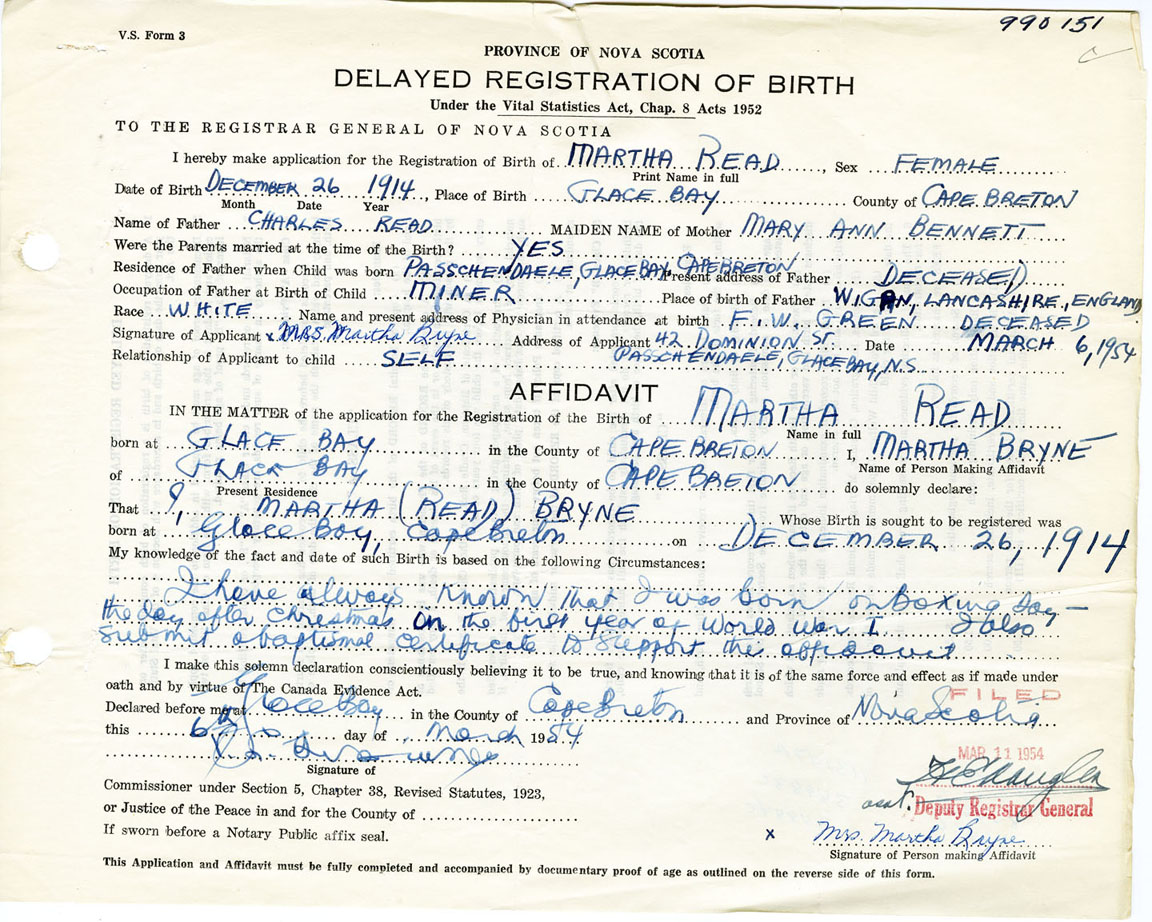 990151
V.S. Form 3
PROVINCE OF NOVA SCOTIA
DELAYED REGISTRATION OF BIRTH
Under the Vital Statistics Act, Chap. 8 Acts 1952
TO THE REGISTRAR GENERAL OF NOVA SCOTIA
I hereby make application for the Registration of Birth of MARTHA READ, Sex FEMALE
Print Name in full
Date of Birth DECEMBER 26 1914, Place of Birth GLACE BAY County of CAPE BRETON
Month Date Year
Name of Father CHARLES READ MAIDEN NAME of Mother MARY ANN BENNETT
Were the Parents married at the time of the Birth? YES
Residence of Father when Child was born PASSCHENDAELE, GLACE BAY, CAPE BRETON Present address of Father DECEASED
Occupation of Father at Birth of Child MINER Place of birth of Father WIGAN, LANCASHIRE, ENGLAND
Race WHITE Name and present address of Physician in attendance at birth F.W. GREEN DECEASED
Signature of Applicant x MRS. Martha Bryne Address of Applicant 42 DOMINION ST. Date MARCH 6, 1954
Relationship of Applicant to child SELF PASSCHENDAELE, GLACE BAY, N.S.
AFFIDAVIT
IN THE MATTER of the application for the Registration of the Birth of MARTHA READ
Name in full
born at GLACE BAY in the County of CAPE BRETON I, MARTHA BRYNE
Name of Person Making Affidavit
of GLACE BAY in the County of CAPE BRETON do solemnly declare:
Present Residence
That I, MARTHA (READ) BRYNE Whose Birth is sought to be registered was
born at Glace Bay, Cape Breton on DECEMBER 26, 1914
My knowledge of the fact and date of such Birth is based on the following Circumstances:
I have always known that I was born on Boxing Day -
the day after Christmas on the first year of World War I. I also
submit a baptismal certificate to support the affidavit
I make this solemn declaration conscientiously believing it to be true, and knowing that it is of the same force and effect as if made under
oath and by virtue of The Canada Evidence Act.
FILED
Declared before me at Glace Bay in the County of Cape Breton and Province of Nova Scotia
this 6th day of March 1954
MAR 11 1954
Signature of
Commissioner under Section 5, Chapter 38, Revised Statutes, 1923,
asst. Deputy Registrar General
or Justice of the Peace in and for the County of
If sworn before a Notary Public affix seal.
x Mrs. Martha Bryne
Signature of Person making Affidavit
This Application and Affidavit must be fully completed and accompanied by documentary proof of age as outlined on the reverse side of this form.